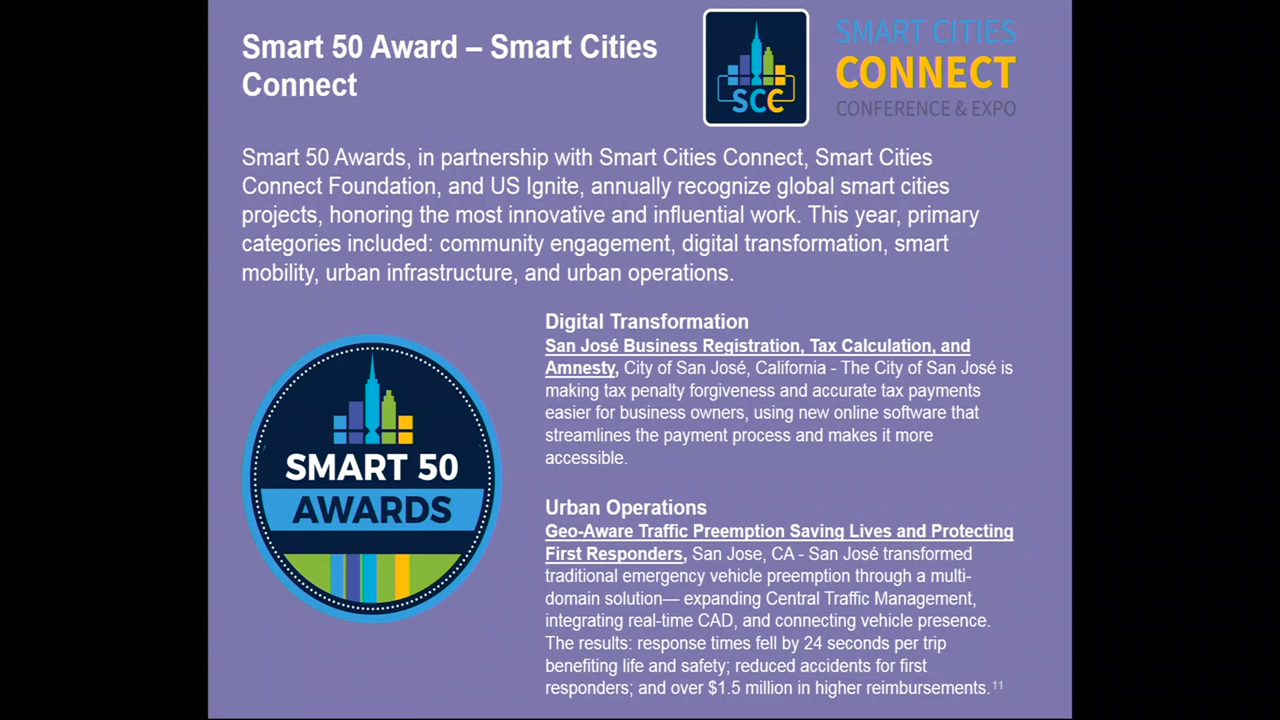 Smart 50 Award – Smart Cities
Connect
SCC
SMART CITIES
CONNECT
CONFERENCE & EXPO
Smart 50 Awards, in partnership with Smart Cities Connect, Smart Cities
Connect Foundation, and US Ignite, annually recognize global smart cities
projects, honoring the most innovative and influential work. This year, primary
categories included: community engagement, digital transformation, smart
mobility, urban infrastructure, and urban operations.
SMART 50
AWARDS
Digital Transformation
San José Business Registration, Tax Calculation, and
Amnesty, City of San José, California - The City of San José is
making tax penalty forgiveness and accurate tax payments
easier for business owners, using new online software that
streamlines the payment process and makes it more
accessible.
Urban Operations
Geo-Aware Traffic Preemption Saving Lives and Protecting
First Responders, San Jose, CA - San José transformed
traditional emergency vehicle preemption through a multi-
domain solution— expanding Central Traffic Management,
integrating real-time CAD, and connecting vehicle presence.
The results: response times fell by 24 seconds per trip
benefiting life and safety; reduced accidents for first
responders; and over $1.5 million in higher reimbursements.
11